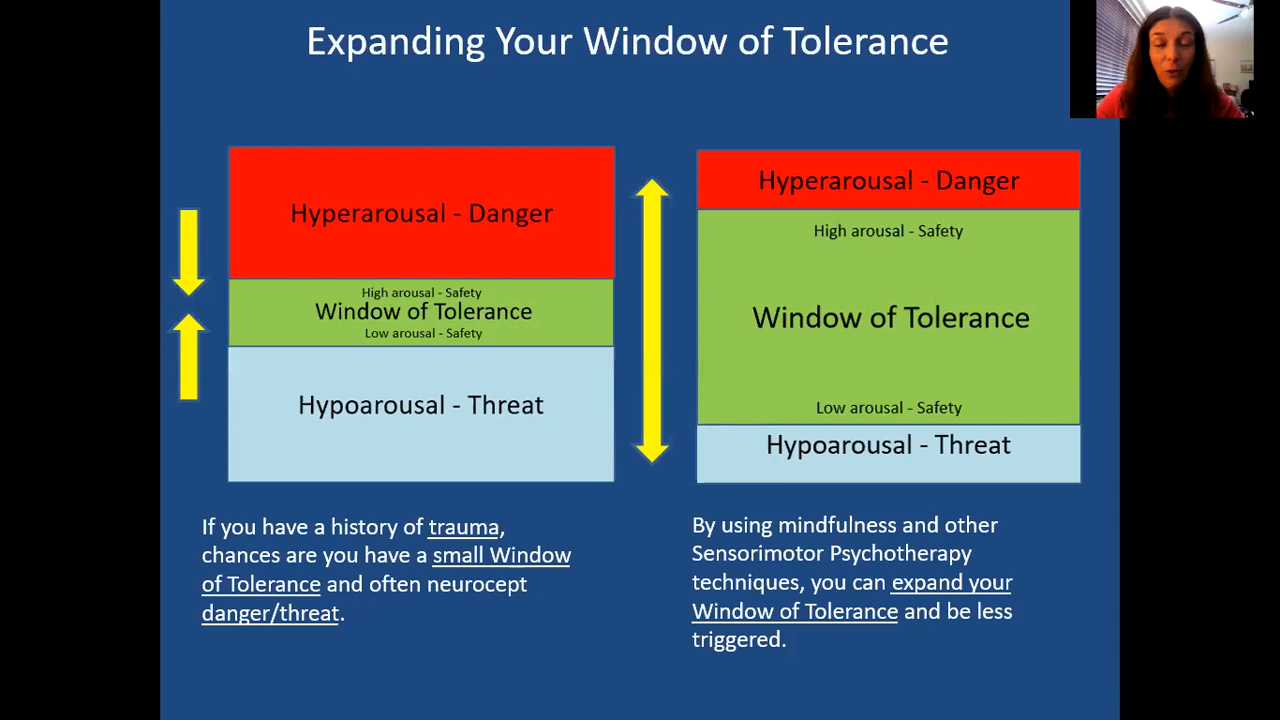 Expanding Your Window of Tolerance
Hyperarousal - Danger
High arousal - Safety
Window of Tolerance
Low arousal - Safety
Hypoarousal - Threat
If you have a history of trauma,
chances are you have a small Window
of Tolerance and often neurocept
danger/threat.
Hyperarousal - Danger
High arousal - Safety
Window of Tolerance
Low arousal - Safety
Hypoarousal - Threat
By using mindfulness and other
Sensorimotor Psychotherapy
techniques, you can expand your
Window of Tolerance and be less
triggered.